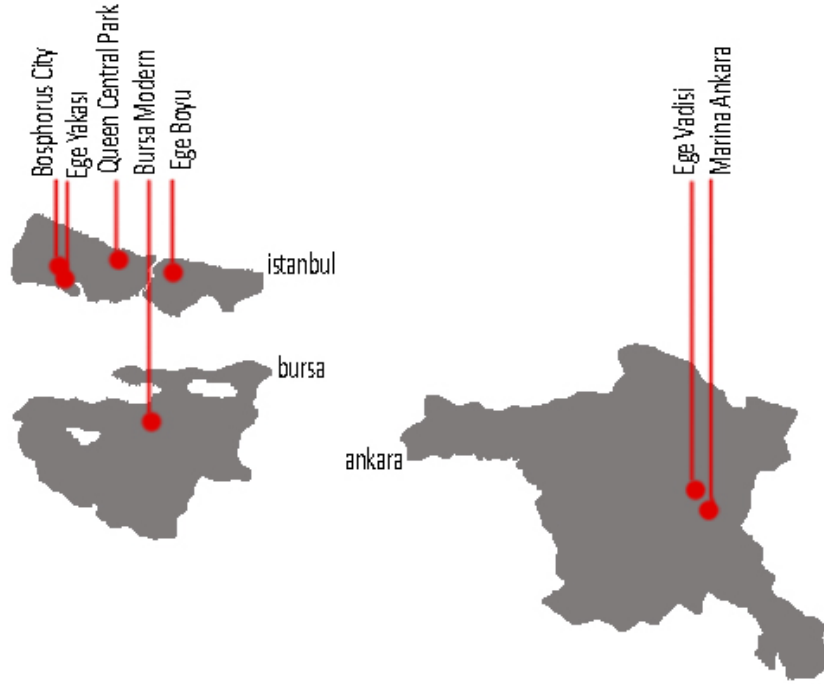 Bosphorus City
Ege Yakası
Queen Central Park
Bursa Modern
Ege Boyu
Ege Vadisi
Marina Ankara
istanbul
bursa
ankara